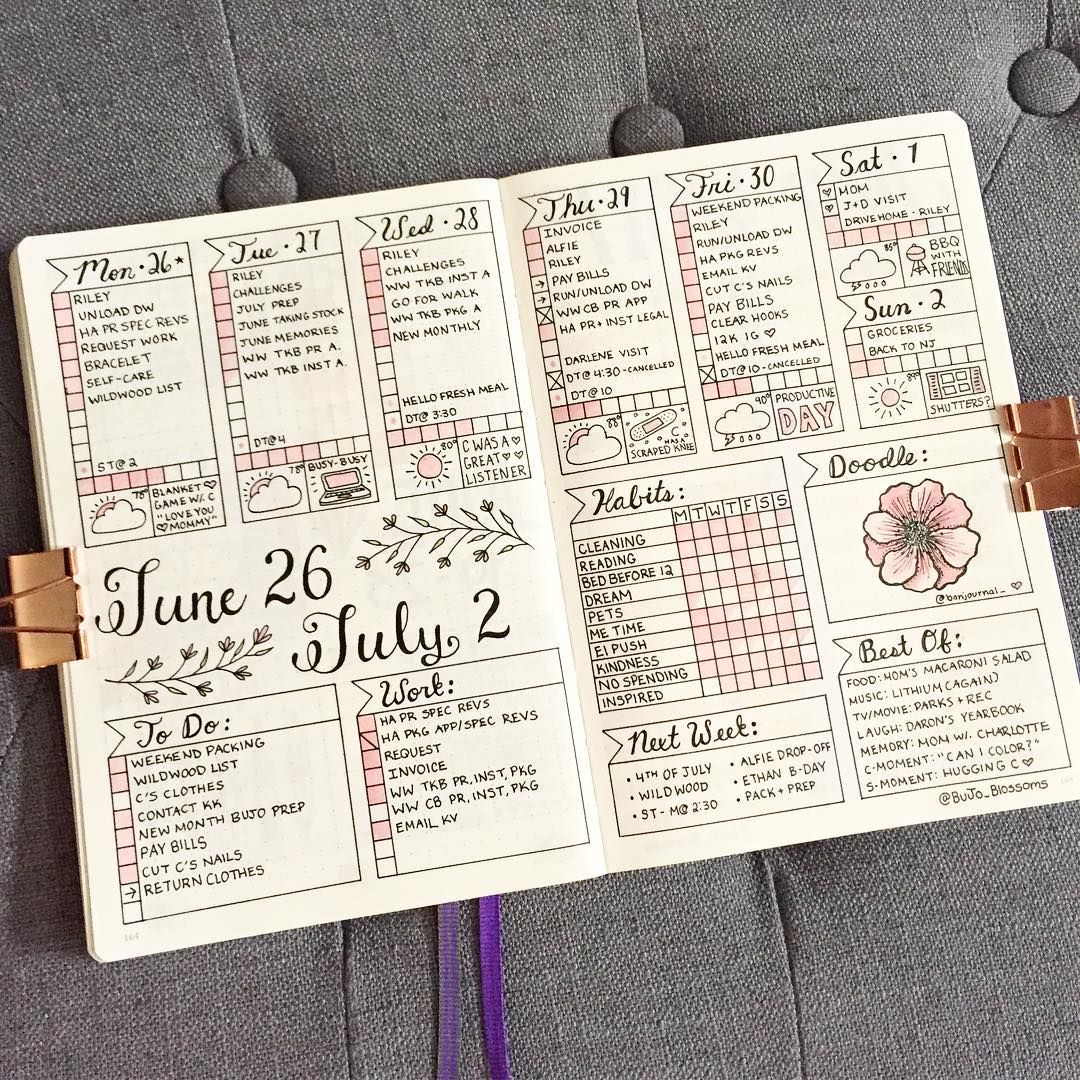 Mon · 26
RILEY
UNLOAD DW
HA PR SPEC REVS
REQUEST WORK
BRACELET
SELF-CARE
WILDWOOD LIST
ST@2
78°
BLANKET
GAME W/ C
"LOVE YOU
MOMMY"
Tue · 27
RILEY
CHALLENGES
JULY PREP
JUNE TAKING STOCK
JUNE MEMORIES
WW TKB PR A.
WW TKB INST A.
DT@4
78°
BUSY-BUSY
Wed · 28
RILEY
CHALLENGES
WW TKB INST A
GO FOR WALK
WW TKB PKG A
NEW MONTHLY
HELLO FRESH MEAL
DT@ 3:30
80°
C WAS A
GREAT
LISTENER
June 26
July 2
To Do:
WEEKEND PACKING
WILDWOOD LIST
C'S CLOTHES
CONTACT KK
NEW MONTH BUJO PREP
PAY BILLS
CUT C'S NAILS
RETURN CLOTHES
164
Work:
HA PR SPEC REVS
HA PKG APP/SPEC REVS
REQUEST
INVOICE
WW TKB PR, INST, PKG
WW CB PR, INST, PKG
EMAIL KV
Thu · 29
INVOICE
ALFIE
RILEY
PAY BILLS
RUN/UNLOAD DW
WW CB PR APP
HA PR+ INST LEGAL
DARLENE VISIT
DT@ 4:30 - CANCELLED
DT@10
88°
C
HAS A
SCRAPED KNEE
Fri · 30
WEEKEND PACKING
RILEY
RUN/UNLOAD DW
HA PKG REVS
EMAIL KV
CUT C'S NAILS
PAY BILLS
CLEAR HOOKS
12K IG ♡
HELLO FRESH MEAL
DT@10 - CANCELLED
90°
PRODUCTIVE
DAY
Sat · 1
MOM
J+D VISIT
DRIVE HOME - RILEY
85°
BBQ
WITH
FRIENDS
Sun · 2
GROCERIES
BACK TO NJ
89°
SHUTTERS?
Habits:
M T W T F S S
CLEANING
READING
BED BEFORE 12
DREAM
PETS
ME TIME
EI PUSH
KINDNESS
NO SPENDING
INSPIRED
Doodle:
@bonjournal_ ♡
Next Week:
• 4TH OF JULY
• WILDWOOD
• ST - M@ 2:30
• ALFIE DROP-OFF
• ETHAN B-DAY
• PACK + PREP
Best Of:
FOOD: MOM'S MACARONI SALAD
MUSIC: LITHIUM (AGAIN)
TV/MOVIE: PARKS + REC
LAUGH: DARON'S YEARBOOK
MEMORY: MOM W/ CHARLOTTE
C-MOMENT: "CAN I COLOR?"
S-MOMENT: HUGGING C ♡
@BUJO_BLOSSOMS